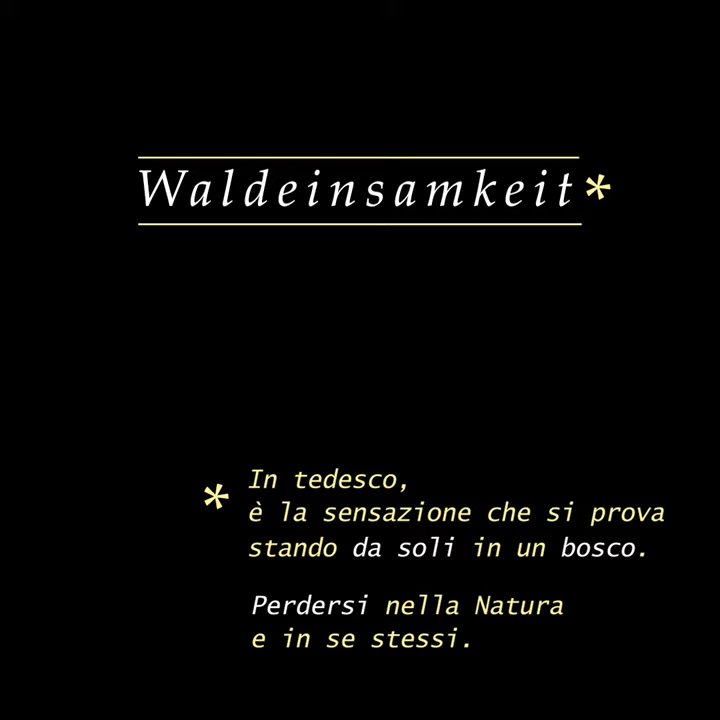 Waldeinsamkeit*
* In tedesco,
è la sensazione che si prova
stando da soli in un bosco.
Perdersi nella Natura
e in se stessi.